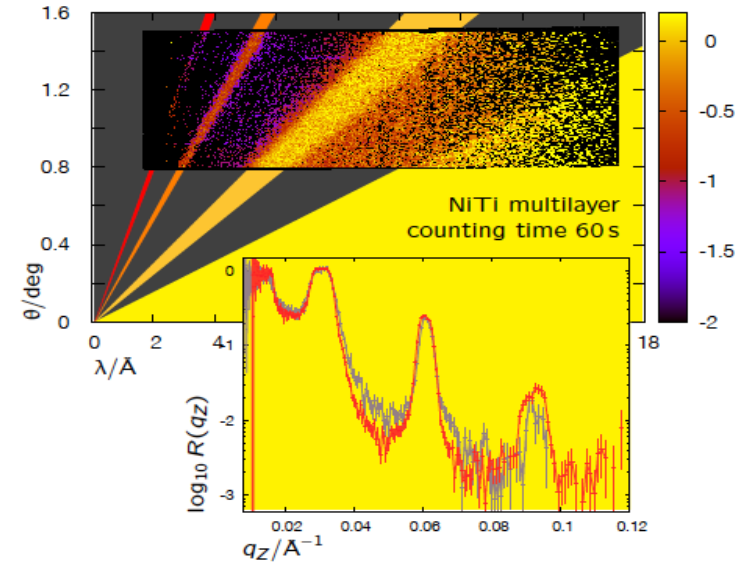 1.6
1.2
0.8
0.4
0
θ/deg
0
-0.5
-1
-1.5
-2
NiTi multilayer
counting time 60 s
0 2 4 18
λ/Å
0
-1
-2
-3
log10 R(qz)
0.02 0.04 0.06 0.08 0.1 0.12
qz/Å−1